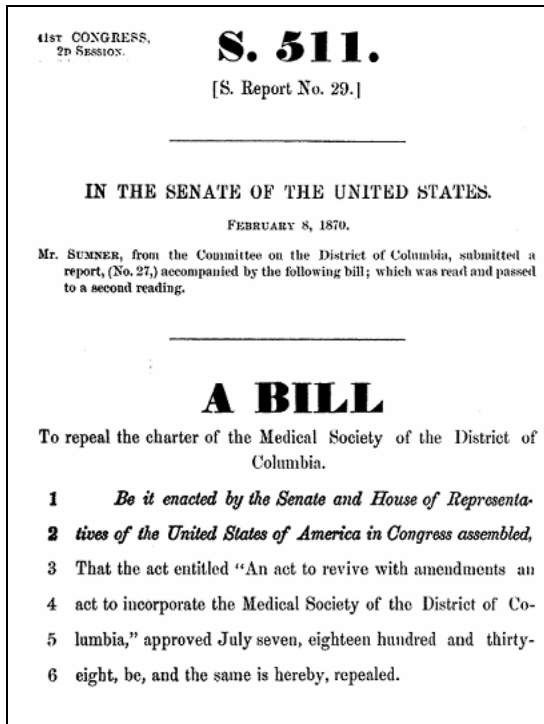 41ST CONGRESS,
2D SESSION.
S. 511.
[S. Report No. 29.]
IN THE SENATE OF THE UNITED STATES.
FEBRUARY 8, 1870.
Mr. SUMNER, from the Committee on the District of Columbia, submitted a
report, (No. 27,) accompanied by the following bill; which was read and passed
to a second reading.
A BILL
To repeal the charter of the Medical Society of the District of
Columbia.
1 Be it enacted by the Senate and House of Representa-
2 tives of the United States of America in Congress assembled,
3 That the act entitled “An act to revive with amendments an
4 act to incorporate the Medical Society of the District of Co-
5 lumbia,” approved July seven, eighteen hundred and thirty-
6 eight, be, and the same is hereby, repealed.